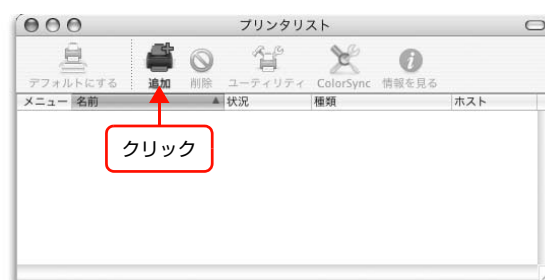 プリンタリスト
デフォルトにする 追加 削除 ユーティリティ ColorSync 情報を見る
メニュー 名前 状況 種類 ホスト
クリック